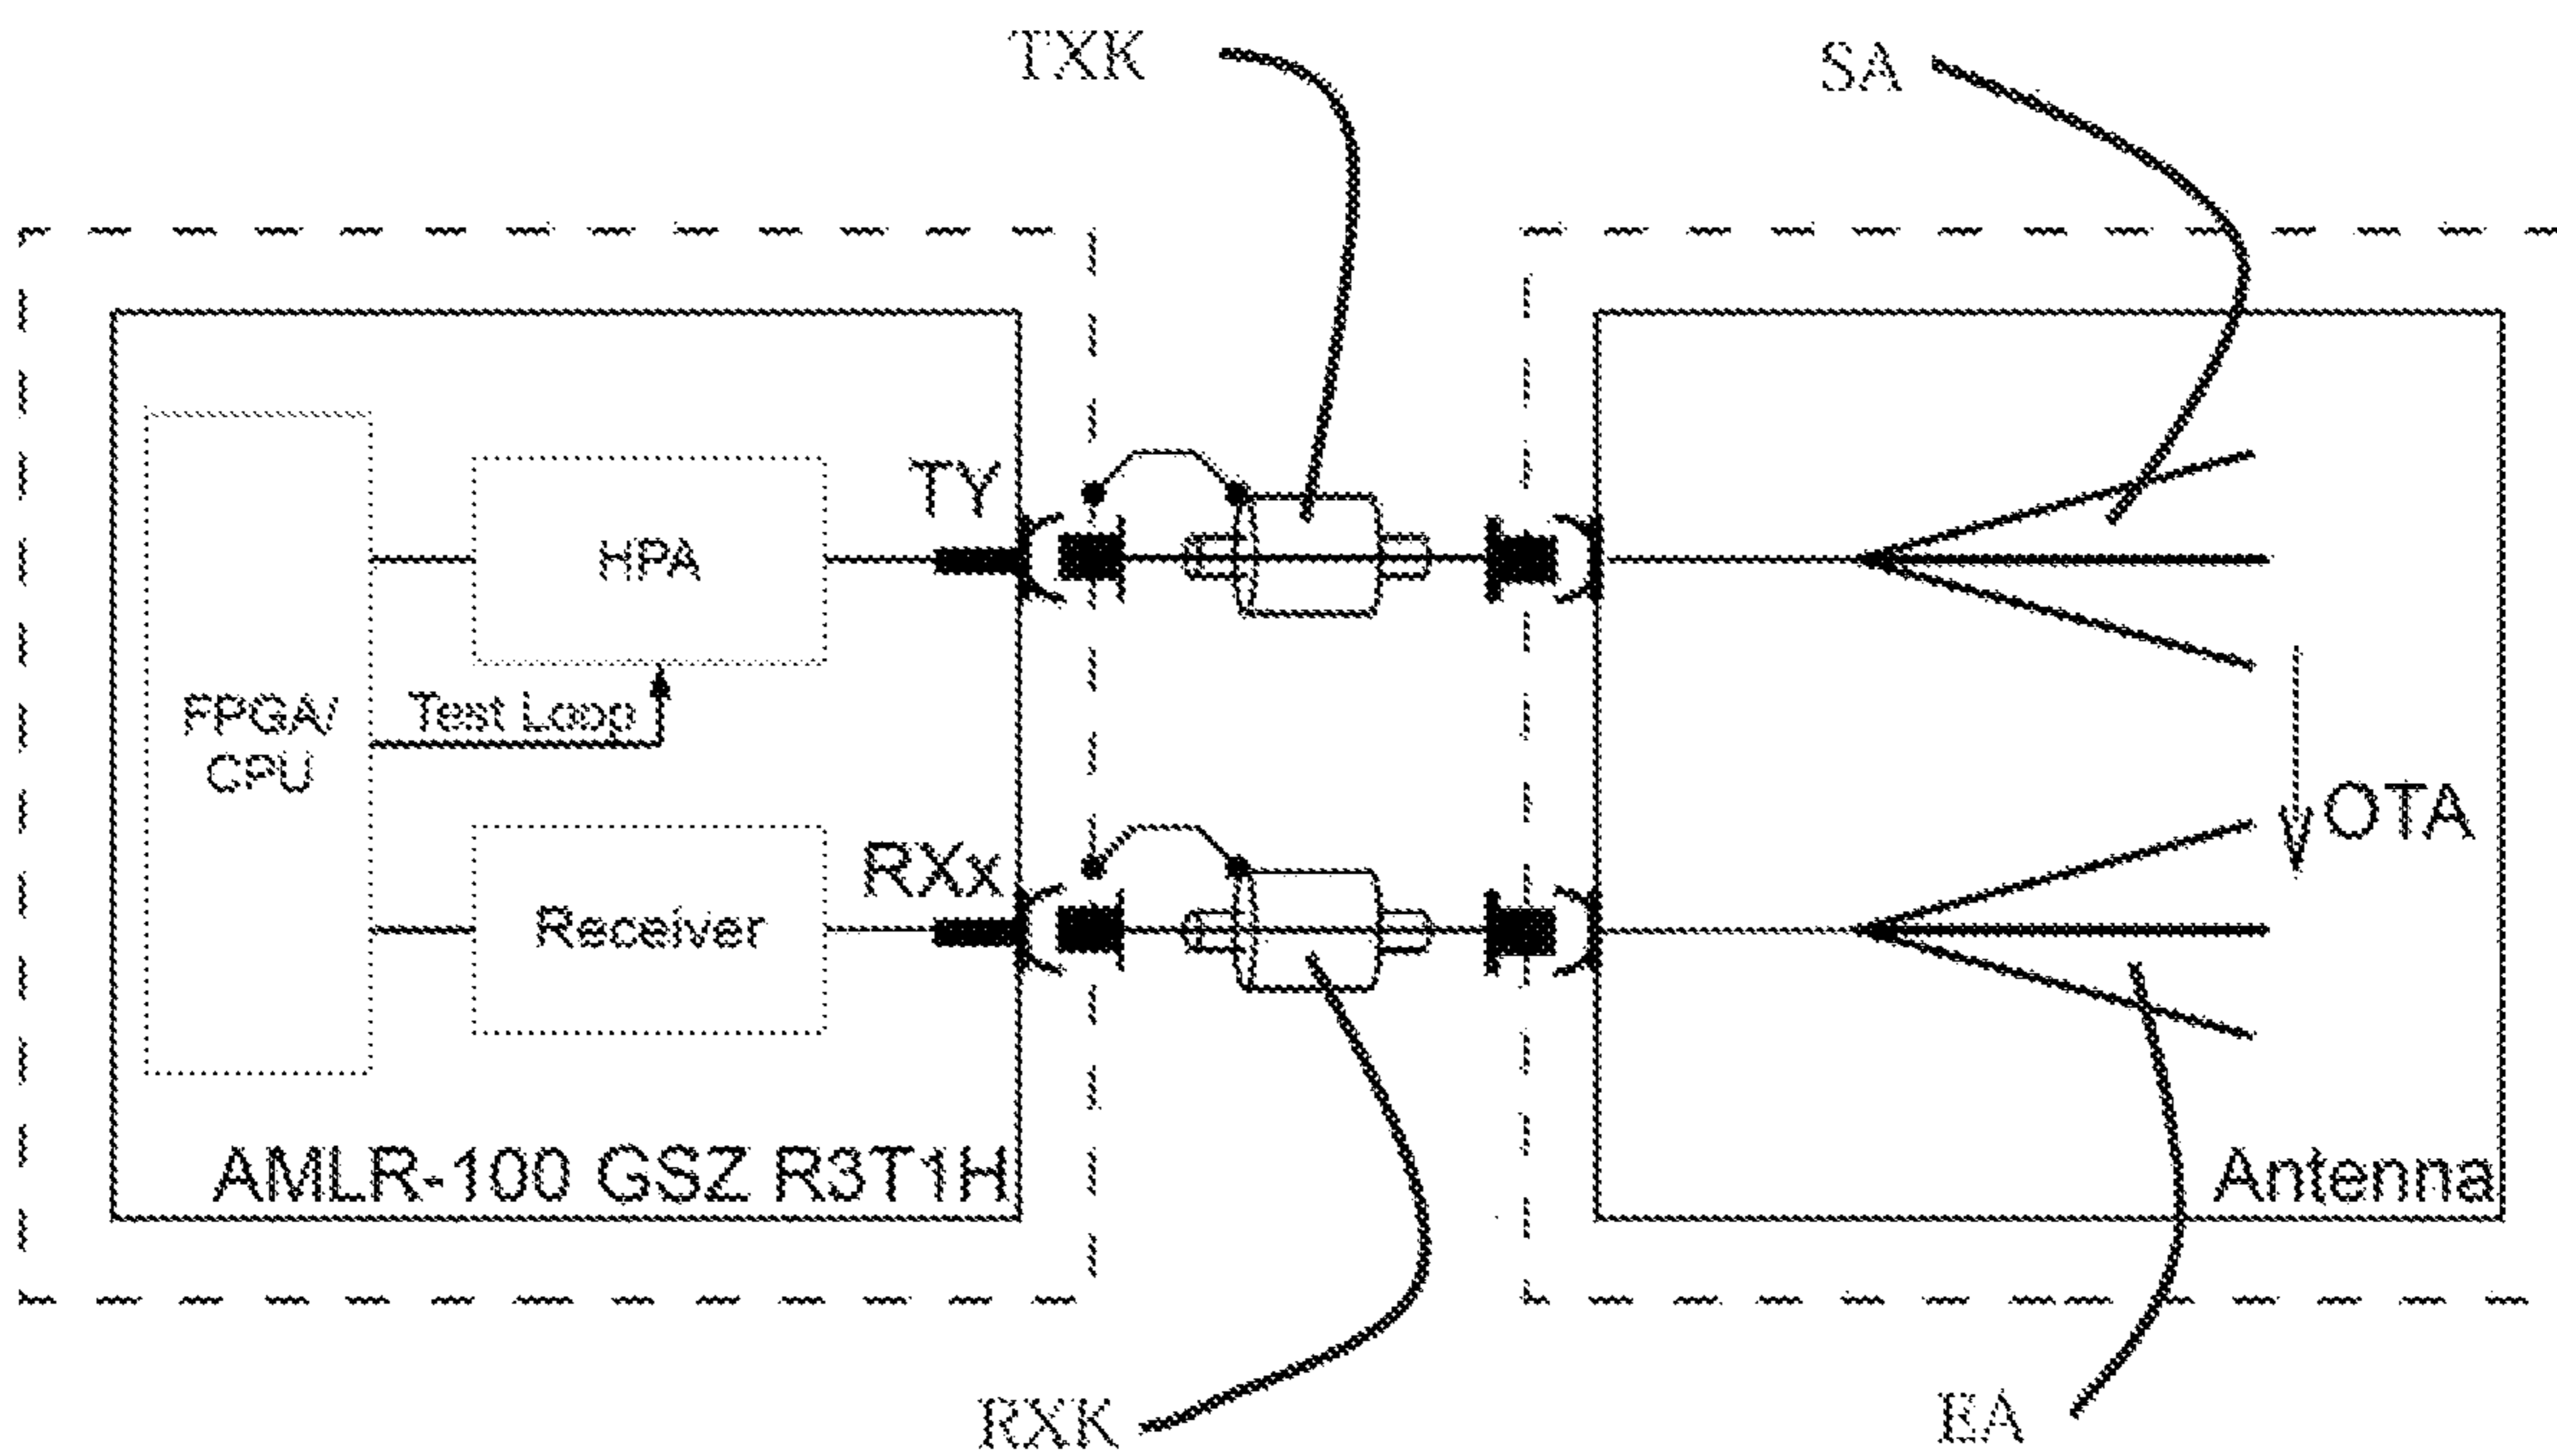 TXK
SA
TY
HPA
Test Loop
FPGA/
CPU
OTA
RXx
Receiver
AMLR-100 GSZ R3T1H
Antenna
RXK
EA